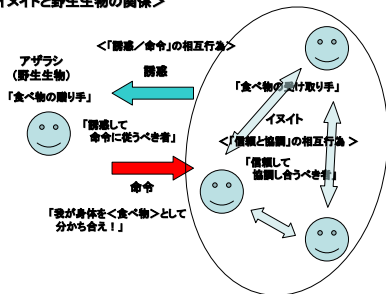 イメイトと野生生物の関係＞
＜「誘惑／命令」の相互行為＞
アザラシ
（野生生物）
誘惑
「食べ物の贈り手」
「食べ物の受け取り手」
「誘惑して
命令に従うべき者」
イヌイト
＜「信頼と協調」の相互行為 ＞
「信頼して
協調し合うべき者」
命令
「我が身体を＜食べ物＞として
分かち合え！」